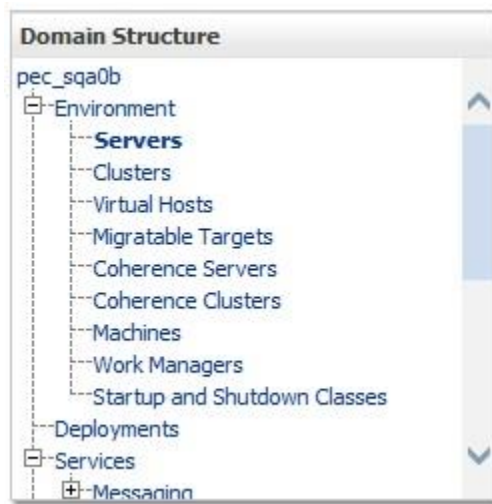 Domain Structure
pec_sqa0b
Environment
Servers
Clusters
Virtual Hosts
Migratable Targets
Coherence Servers
Coherence Clusters
Machines
Work Managers
Startup and Shutdown Classes
Deployments
Services
Messaging